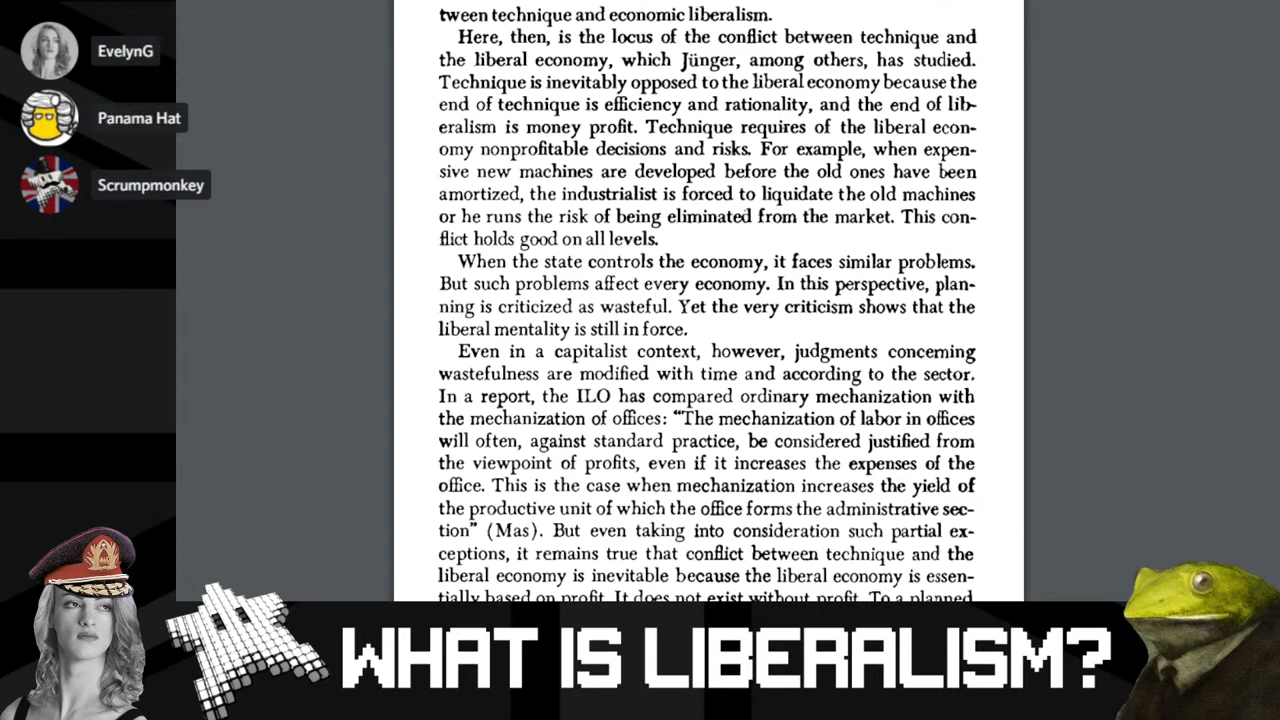 EvelynG
Panama Hat
Scrumpmonkey
tween technique and economic liberalism.
Here, then, is the locus of the conflict between technique and
the liberal economy, which Jünger, among others, has studied.
Technique is inevitably opposed to the liberal economy because the
end of technique is efficiency and rationality, and the end of lib-
eralism is money profit. Technique requires of the liberal econ-
omy nonprofitable decisions and risks. For example, when expen-
sive new machines are developed before the old ones have been
amortized, the industrialist is forced to liquidate the old machines
or he runs the risk of being eliminated from the market. This con-
flict holds good on all levels.
When the state controls the economy, it faces similar problems.
But such problems affect every economy. In this perspective, plan-
ning is criticized as wasteful. Yet the very criticism shows that the
liberal mentality is still in force.
Even in a capitalist context, however, judgments concerning
wastefulness are modified with time and according to the sector.
In a report, the ILO has compared ordinary mechanization with
the mechanization of offices: “The mechanization of labor in offices
will often, against standard practice, be considered justified from
the viewpoint of profits, even if it increases the expenses of the
office. This is the case when mechanization increases the yield of
the productive unit of which the office forms the administrative sec-
tion” (Mas). But even taking into consideration such partial ex-
ceptions, it remains true that conflict between technique and the
liberal economy is inevitable because the liberal economy is essen-
tially based on profit. It does not exist without profit. To a planned
WHAT IS LIBERALISM?